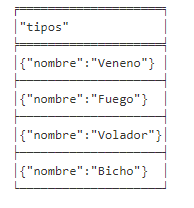 "tipos"
{"nombre":"Veneno"}
{"nombre":"Fuego"}
{"nombre":"Volador"}
{"nombre":"Bicho"}